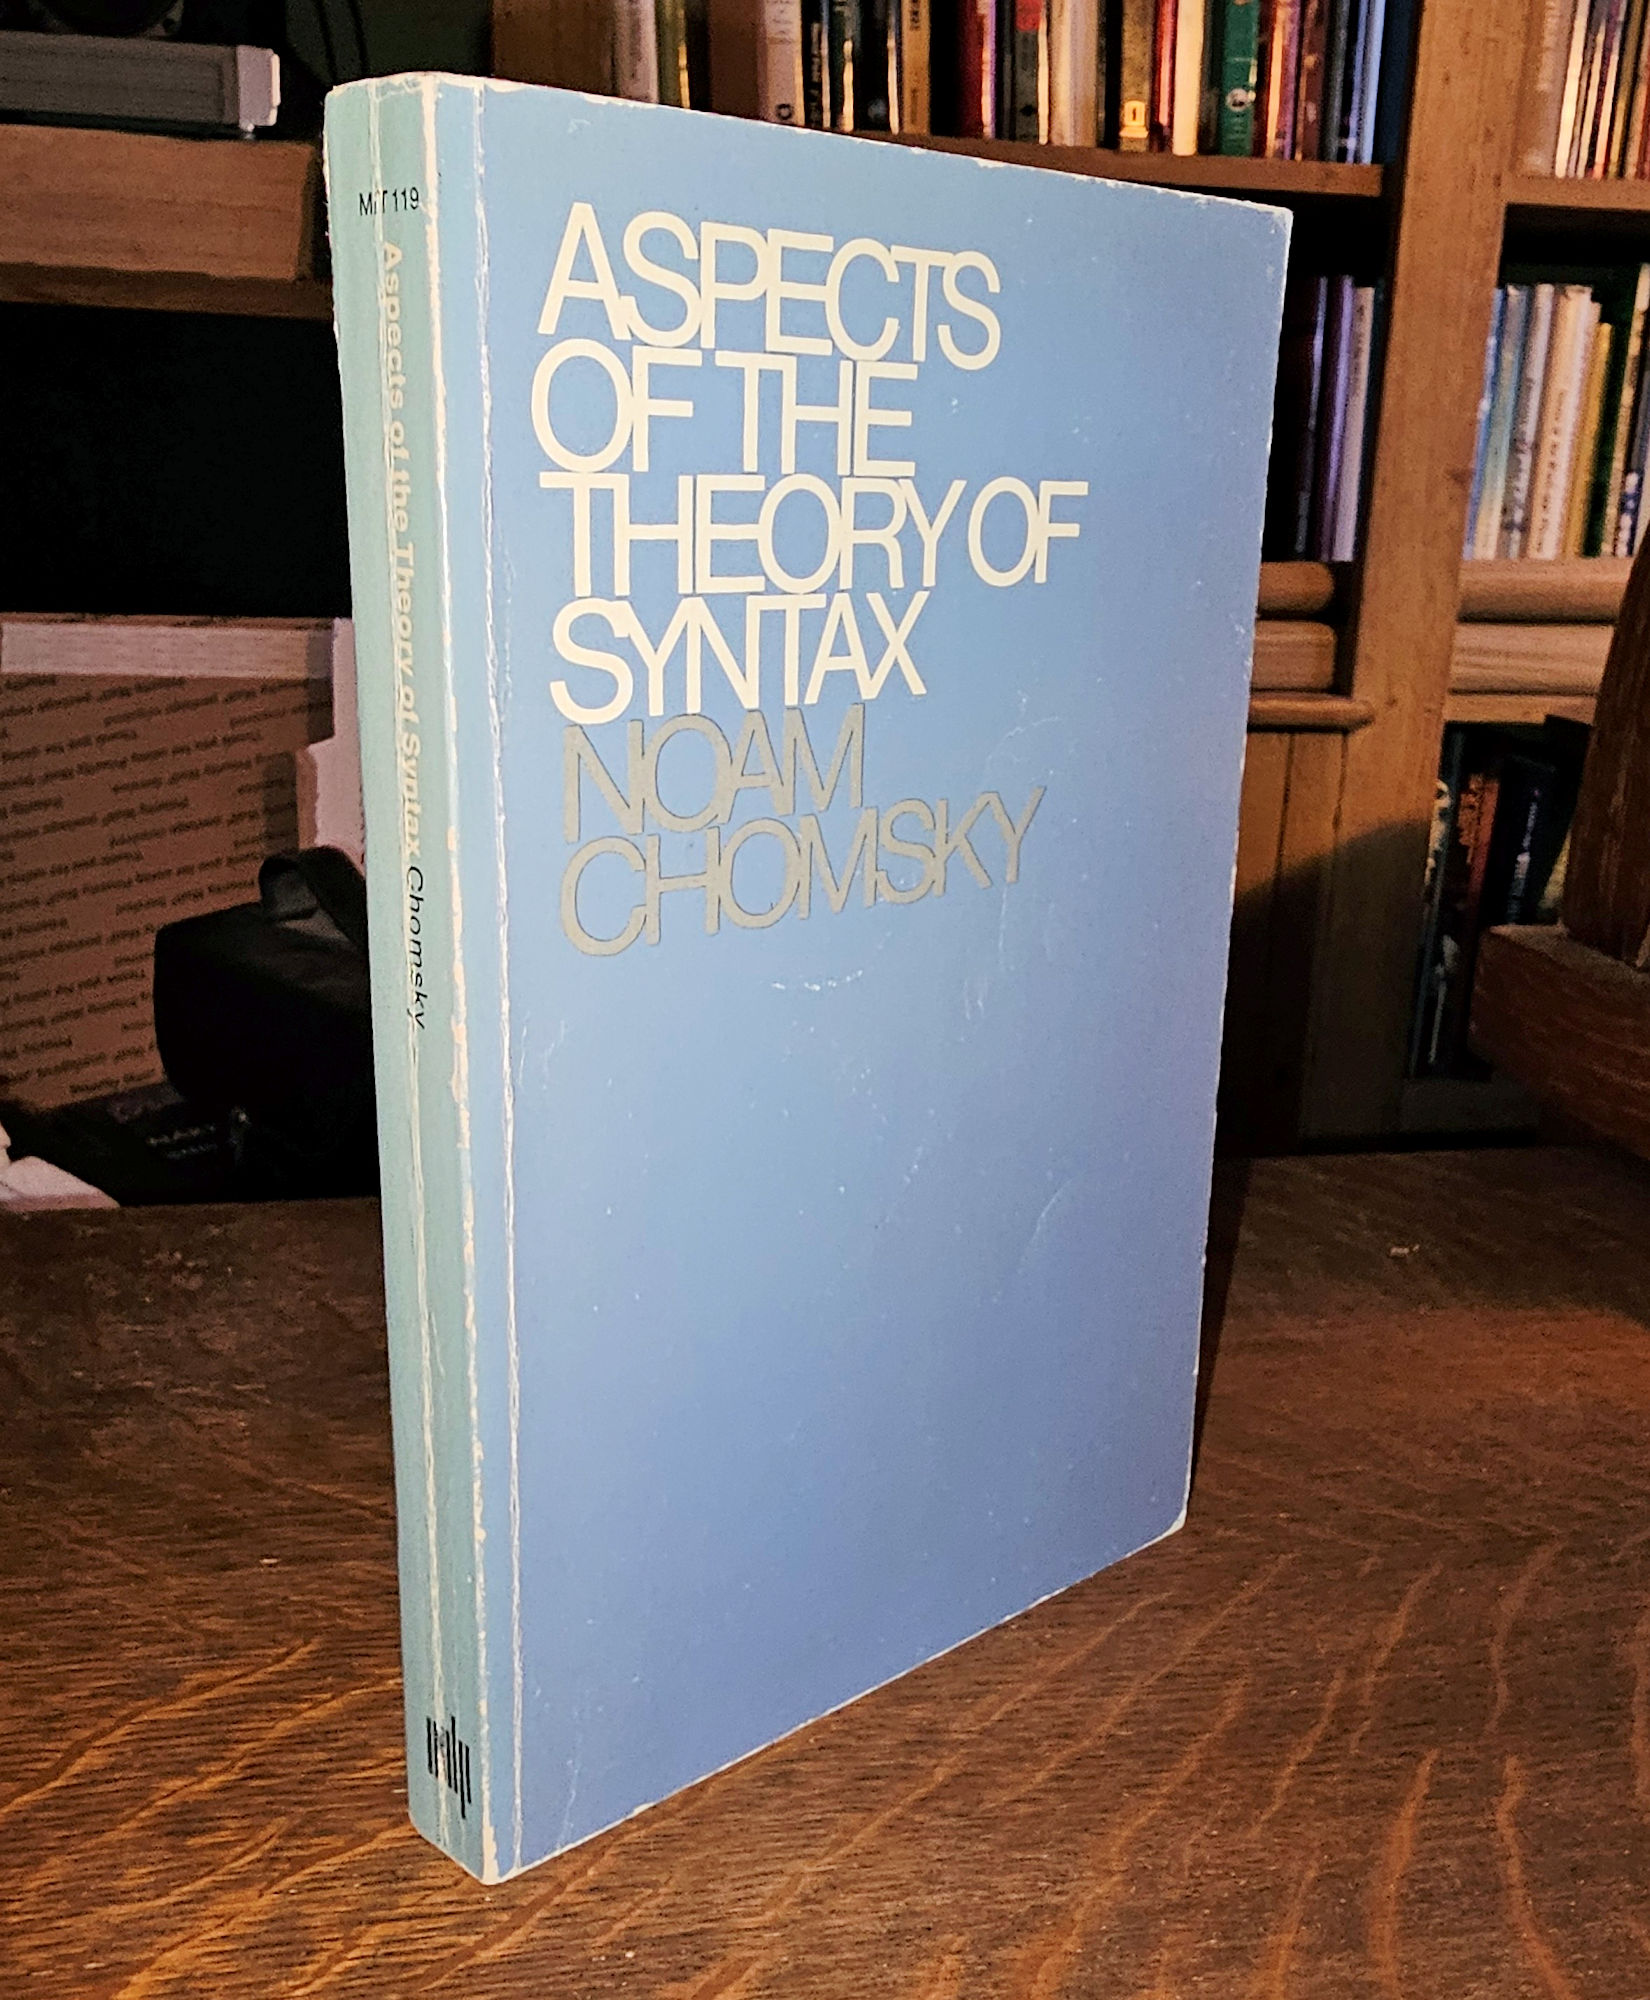 MIT 119
Aspects of the Theory of Syntax Chomsky
ASPECTS
OF THE
THEORY OF
SYNTAX
NOAM
CHOMSKY